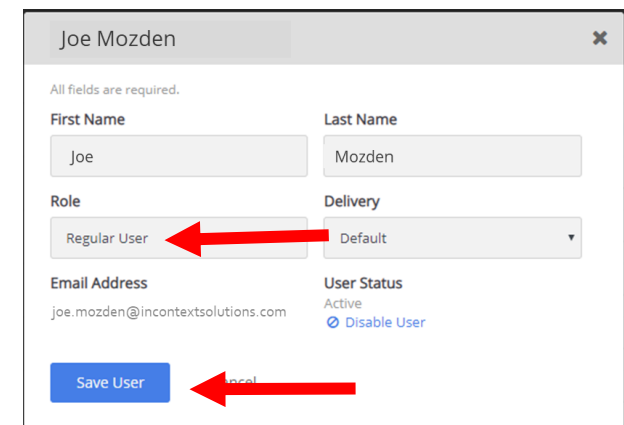 Joe Mozden
All fields are required.
First Name Last Name
Joe Mozden
Role Delivery
Regular User Default
Email Address User Status
joe.mozden@incontextsolutions.com Active
Disable User
Save User